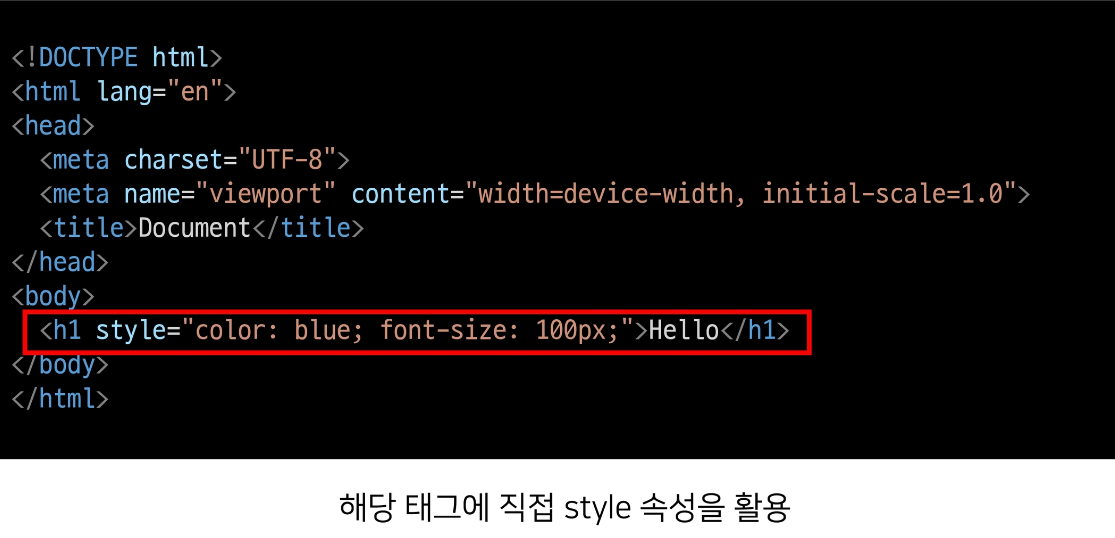 <!DOCTYPE html>
<html lang="en">
<head>
  <meta charset="UTF-8">
  <meta name="viewport" content="width=device-width, initial-scale=1.0">
  <title>Document</title>
</head>
<body>
  <h1 style="color: blue; font-size: 100px;">Hello</h1>
</body>
</html>
해당 태그에 직접 style 속성을 활용